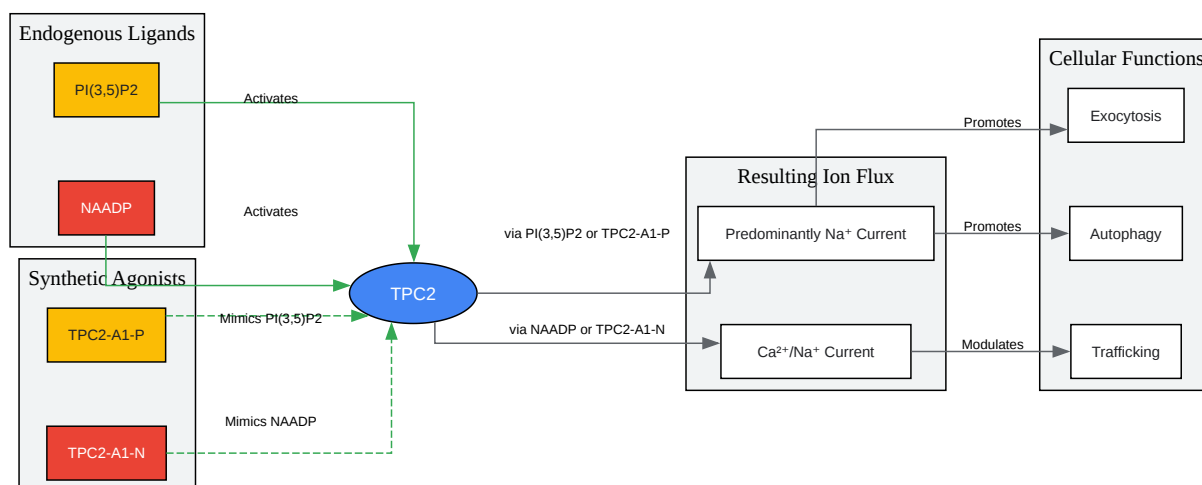 Endogenous Ligands
PI(3,5)P2
NAADP
Synthetic Agonists
TPC2-A1-P
TPC2-A1-N
Activates
Activates
Mimics PI(3,5)P2
Mimics NAADP
TPC2
via PI(3,5)P2 or TPC2-A1-P
via NAADP or TPC2-A1-N
Resulting Ion Flux
Predominantly Na⁺ Current
Ca²⁺/Na⁺ Current
Promotes
Promotes
Modulates
Cellular Functions
Exocytosis
Autophagy
Trafficking